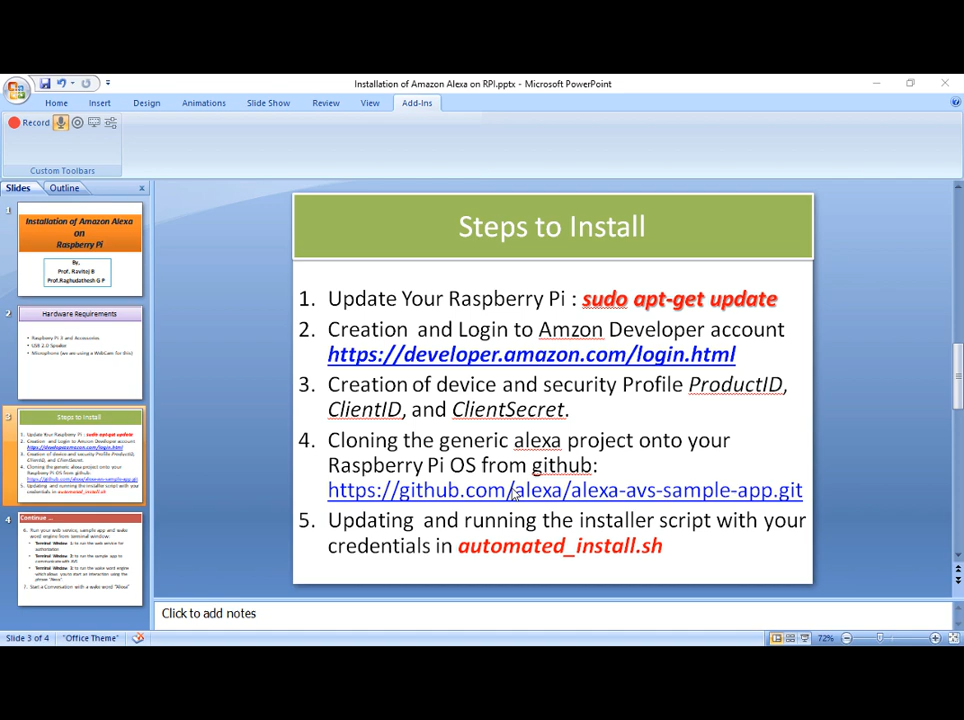 Installation of Amazon Alexa on RPI.pptx - Microsoft PowerPoint
Home Insert Design Animations Slide Show Review View Add-Ins
Record
Custom Toolbars
Slides Outline
1
Installation of Amazon Alexa
on
Raspberry Pi
By,
Prof. Ravitej B
Prof.Raghudathesh G P
2
Hardware Requirements
Raspberry Pi 3 and Accessories
USB 2.0 Speaker
Microphone (we are using a WebCam for this)
3
Steps to Install
1. Update Your Raspberry Pi : sudo apt-get update
2. Creation and Login to Amzon Developer account
https://developer.amazon.com/login.html
3. Creation of device and security Profile ProductID,
ClientID, and ClientSecret.
4. Cloning the generic alexa project onto your
Raspberry Pi OS from github:
https://github.com/alexa/alexa-avs-sample-app.git
5. Updating and running the installer script with your
credentials in automated_install.sh
4
Continue ...
6. Run your web service, sample app and wake
word engine from terminal window:
Terminal Window 1: to run the web service for
authorization
Terminal Window 2: to run the sample app to
communicate with AVS
Terminal Window 3: to run the wake word engine
which allows you to start an interaction using the
phrase "Alexa".
7. Start a Conversation with a wake word "Alexa"
Steps to Install
1. Update Your Raspberry Pi : sudo apt-get update
2. Creation and Login to Amzon Developer account
https://developer.amazon.com/login.html
3. Creation of device and security Profile ProductID,
ClientID, and ClientSecret.
4. Cloning the generic alexa project onto your
Raspberry Pi OS from github:
https://github.com/alexa/alexa-avs-sample-app.git
5. Updating and running the installer script with your
credentials in automated_install.sh
Click to add notes
Slide 3 of 4 "Office Theme" 72%